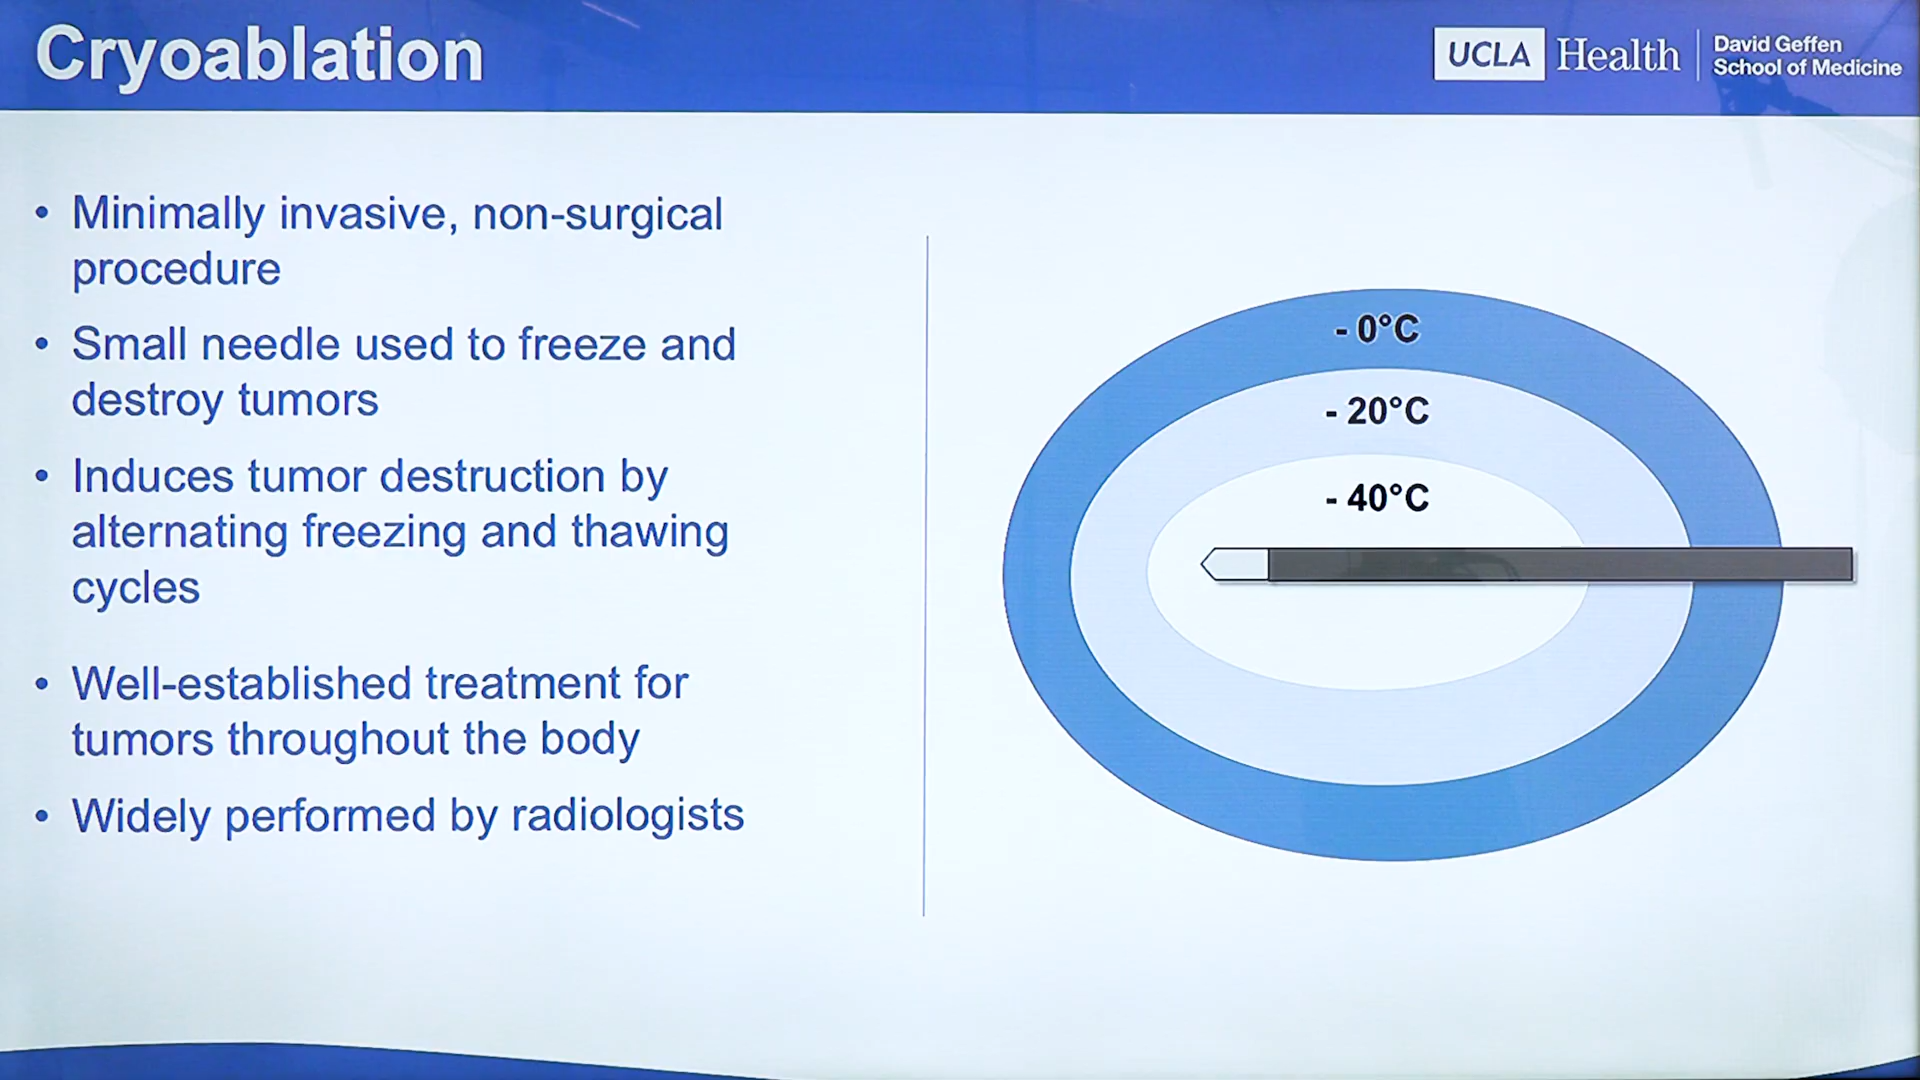 Cryoablation
UCLA Health
David Geffen
School of Medicine
• Minimally invasive, non-surgical
procedure
• Small needle used to freeze and
destroy tumors
• Induces tumor destruction by
alternating freezing and thawing
cycles
• Well-established treatment for
tumors throughout the body
• Widely performed by radiologists
- 0°C
- 20°C
- 40°C